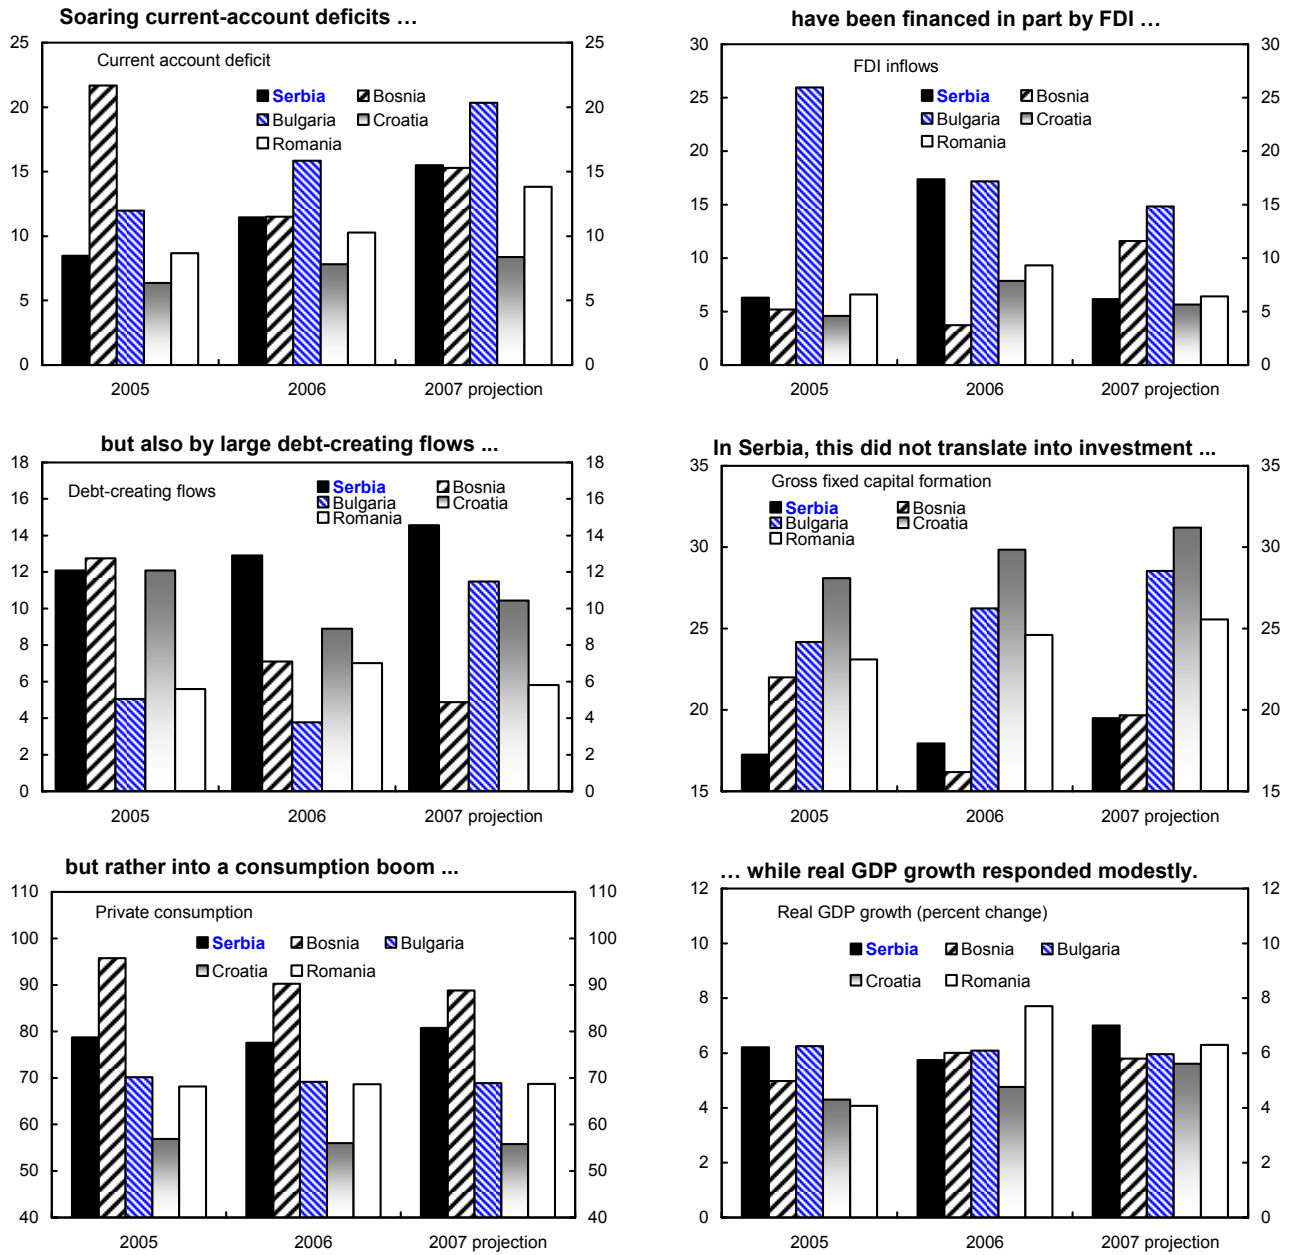 Soaring current-account deficits …
25 25
Current account deficit
Serbia Bosnia
20 20
Bulgaria Croatia
Romania
15 15
10 10
5 5
0 0
2005 2006 2007 projection
have been financed in part by FDI …
30 30
FDI inflows
25 25
Serbia Bosnia
Bulgaria Croatia
Romania
20 20
15 15
10 10
5 5
0 0
2005 2006 2007 projection
but also by large debt-creating flows ...
18 18
Debt-creating flows
Serbia Bosnia
16 16
Bulgaria Croatia
Romania
14 14
12 12
10 10
8 8
6 6
4 4
2 2
0 0
2005 2006 2007 projection
In Serbia, this did not translate into investment ...
35 35
Gross fixed capital formation
Serbia Bosnia
Bulgaria Croatia
Romania
30 30
25 25
20 20
15 15
2005 2006 2007 projection
but rather into a consumption boom ...
110 110
Private consumption
100 100
Serbia Bosnia Bulgaria
Croatia Romania
90 90
80 80
70 70
60 60
50 50
40 40
2005 2006 2007 projection
… while real GDP growth responded modestly.
12 12
Real GDP growth (percent change)
10 10
Serbia Bosnia Bulgaria
Croatia Romania
8 8
6 6
4 4
2 2
0 0
2005 2006 2007 projection